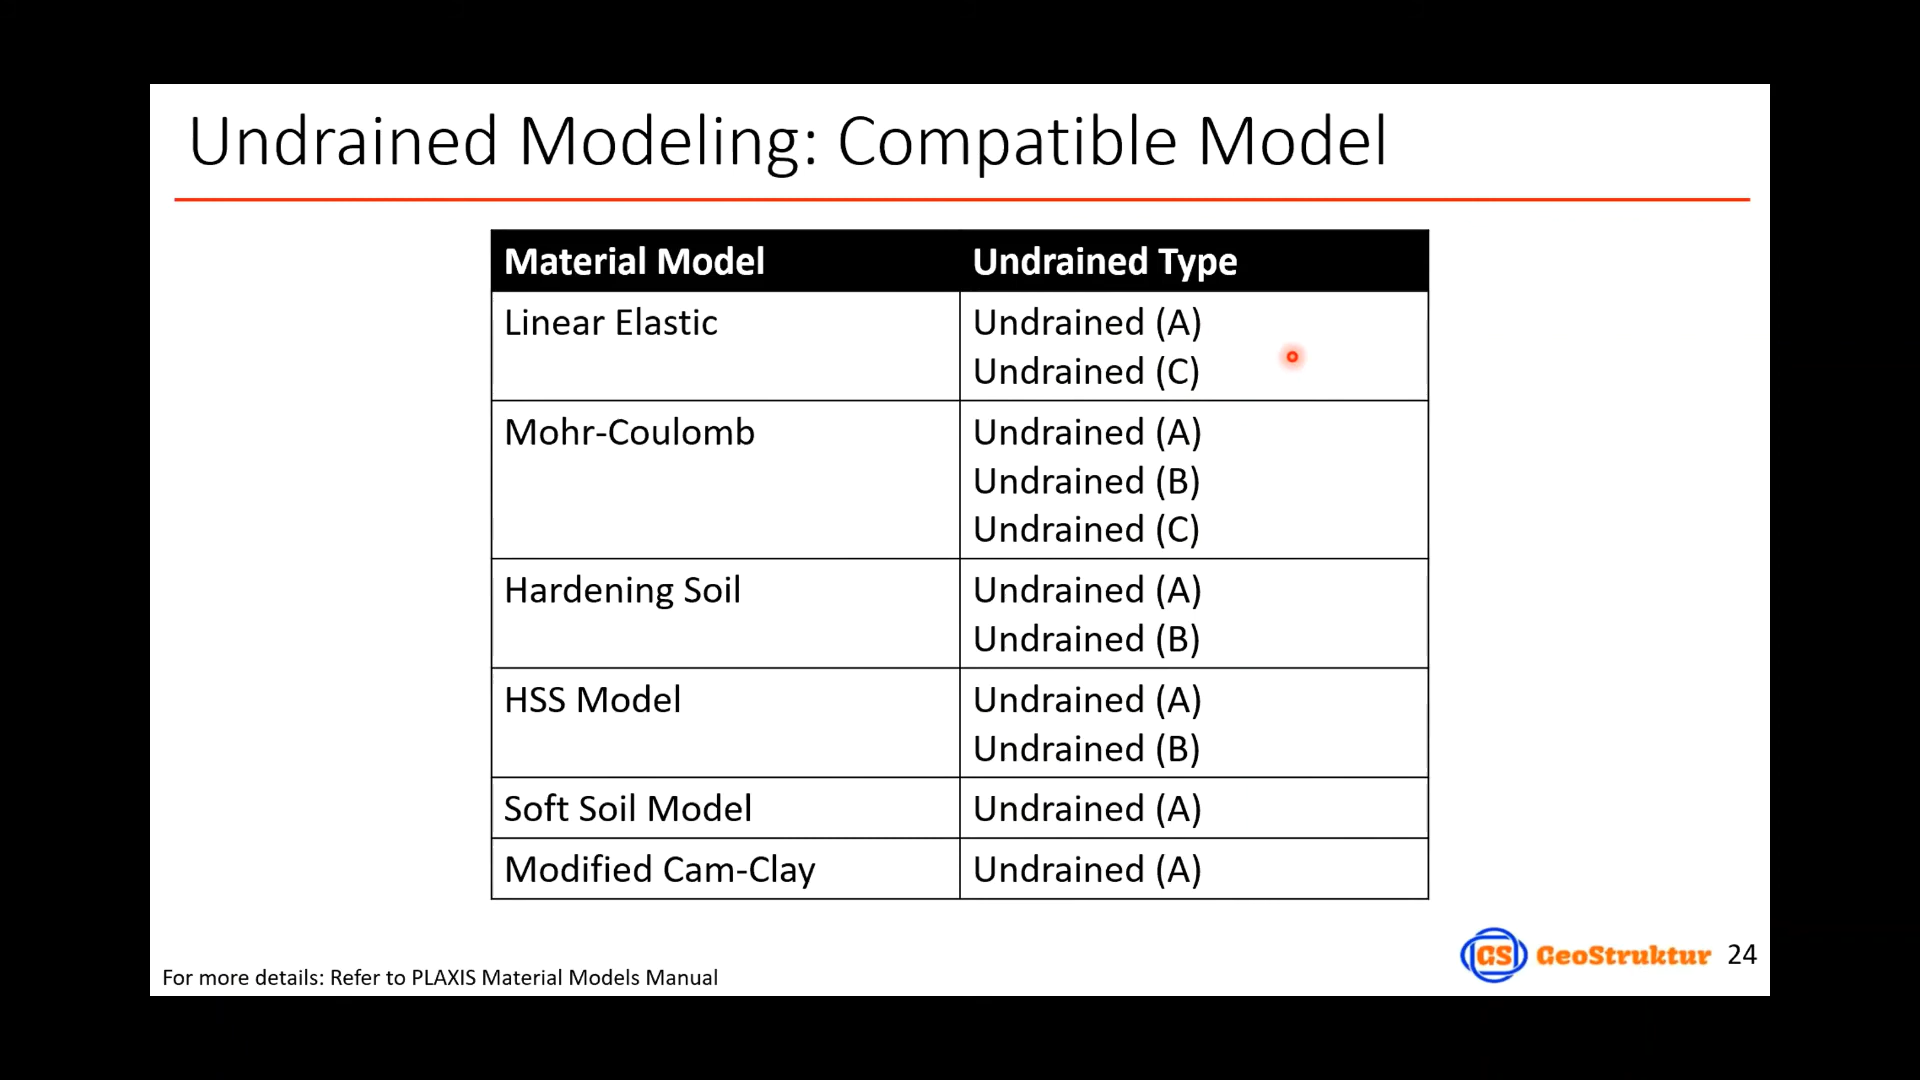 Undrained Modeling: Compatible Model
Material Model Undrained Type
Linear Elastic Undrained (A)
Undrained (C)
Mohr-Coulomb Undrained (A)
Undrained (B)
Undrained (C)
Hardening Soil Undrained (A)
Undrained (B)
HSS Model Undrained (A)
Undrained (B)
Soft Soil Model Undrained (A)
Modified Cam-Clay Undrained (A)
GS GeoStruktur 24
For more details: Refer to PLAXIS Material Models Manual